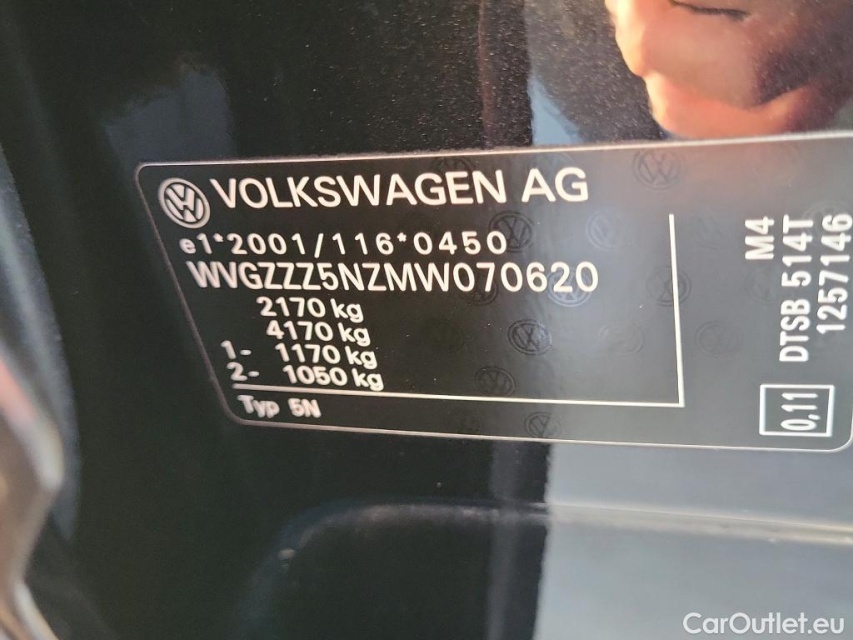 VOLKSWAGEN AG
e1*2001/116*0450
WVGZZZ5NZMW070620
2170 kg
4170 kg
1- 1170 kg
2- 1050 kg
Typ 5N
M4
DTSB 514T
1257146
0,11
CarOutlet.eu